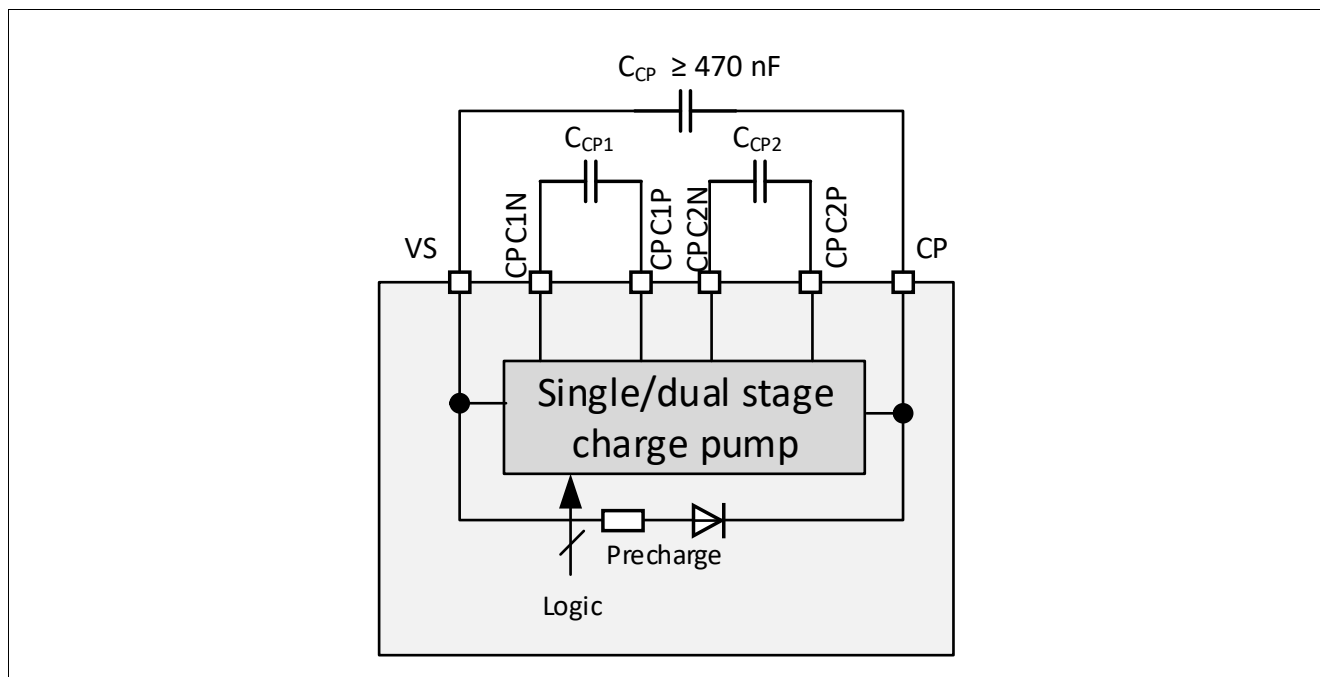 C_CP ≥ 470 nF
C_CP1
C_CP2
VS
CPC1N
CPC1P
CPC2N
CPC2P
CP
Single/dual stage
charge pump
Precharge
Logic